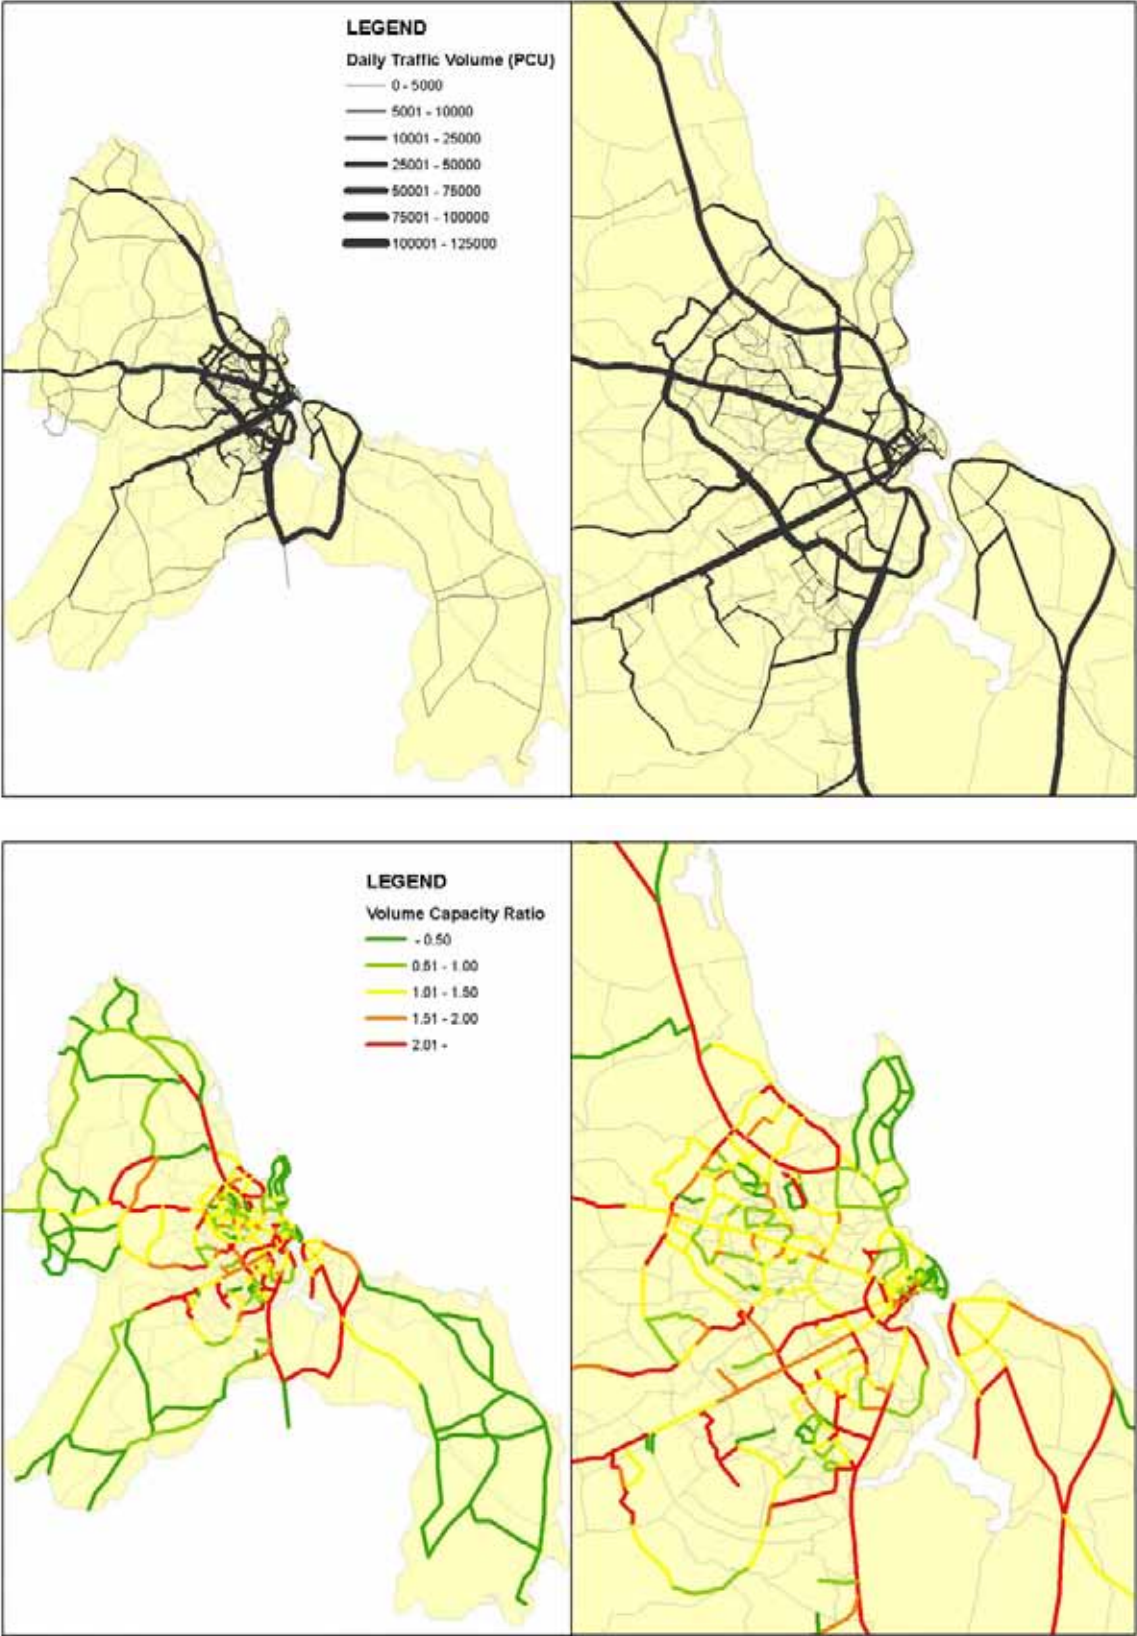 LEGEND
Daily Traffic Volume (PCU)
0 - 5000
5001 - 10000
10001 - 25000
25001 - 50000
50001 - 75000
75001 - 100000
100001 - 125000
LEGEND
Volume Capacity Ratio
- 0.50
0.51 - 1.00
1.01 - 1.50
1.51 - 2.00
2.01 -